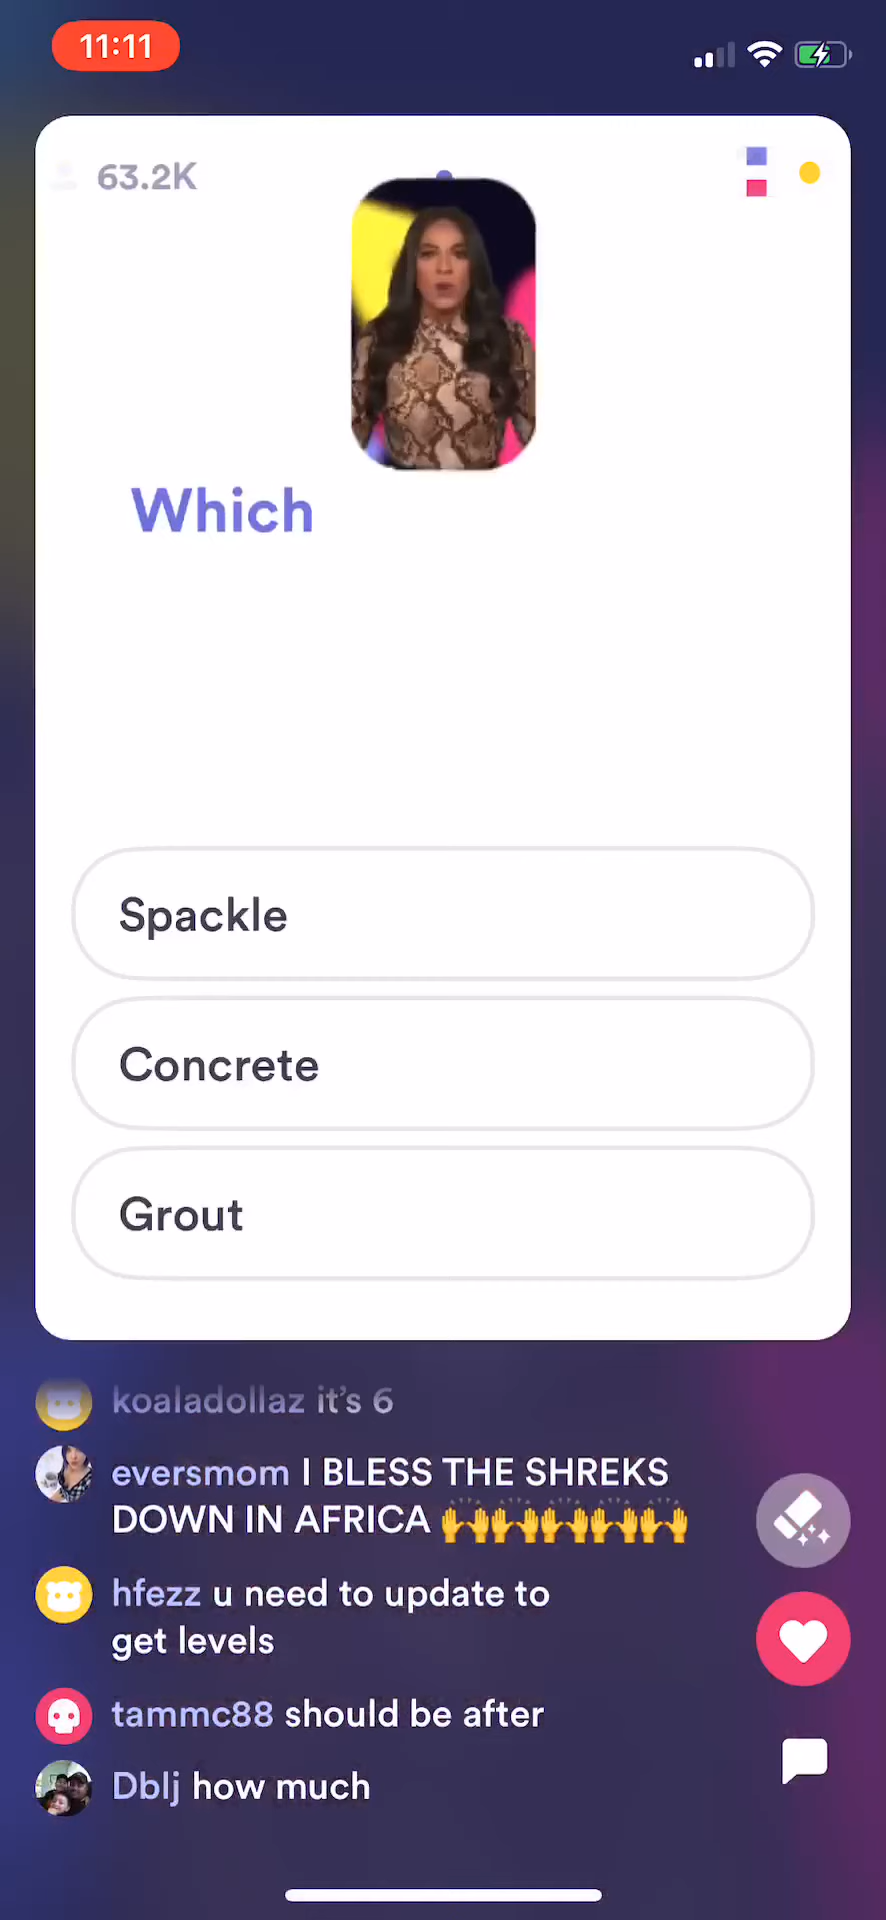 11:11
63.2K
Which
Spackle
Concrete
Grout
koaladollaz it's 6
eversmom I BLESS THE SHREKS
DOWN IN AFRICA 🙌🙌🙌🙌🙌
hfezz u need to update to
get levels
tammc88 should be after
Dblj how much